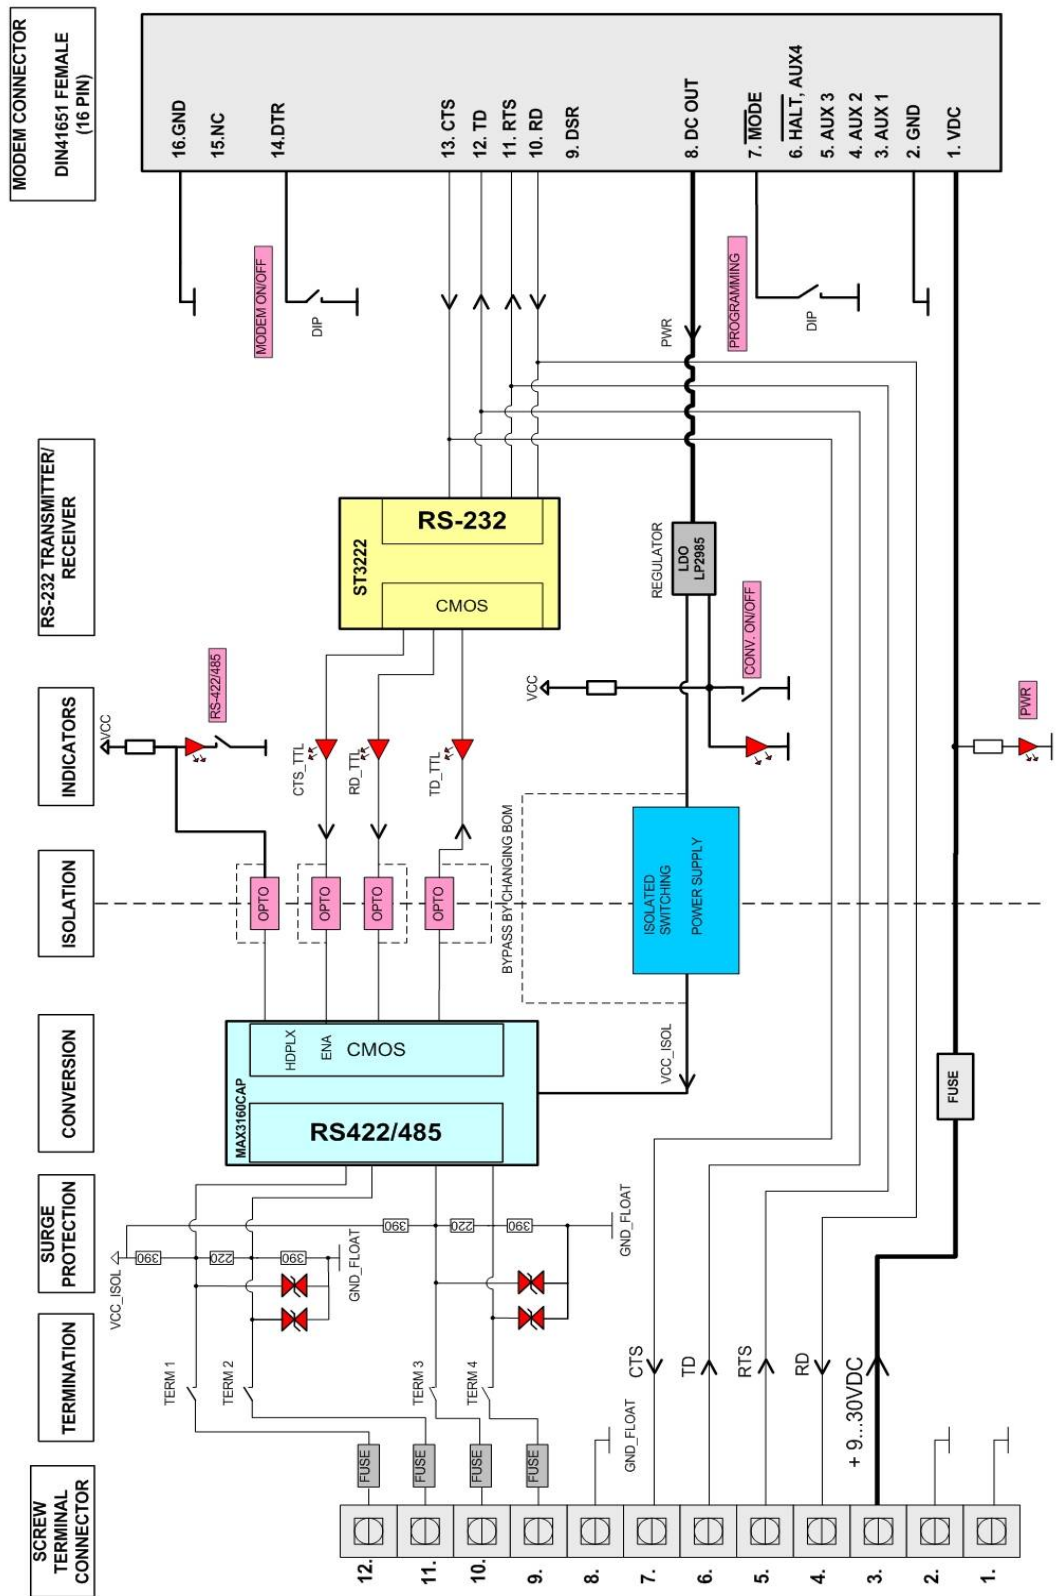 MODEM CONNECTOR
DIN41651 FEMALE
(16 PIN)
RS-232 TRANSMITTER/
RECEIVER
INDICATORS
ISOLATION
CONVERSION
SURGE
PROTECTION
TERMINATION
SCREW
TERMINAL
CONNECTOR
16.GND
15.NC
14.DTR
13. CTS
12. TD
11. RTS
10. RD
9. DSR
8. DC OUT
7. MODE
6. HALT, AUX4
5. AUX 3
4. AUX 2
3. AUX 1
2. GND
1. VDC
MODEM ON/OFF
DIP
PWR
PROGRAMMING
DIP
ST3222
RS-232
CMOS
REGULATOR
LDO
LP2985
VCC
RS-422/485
VCC
CONV. ON/OFF
PWR
CTS_TTL
RD_TTL
TD_TTL
OPTO
OPTO
OPTO
OPTO
BYPASS BY CHANGING BOM
ISOLATED
SWITCHING
POWER SUPPLY
MAX3160CAP
HDPLX
ENA
CMOS
RS422/485
VCC_ISOL
FUSE
VCC_ISOL
390
220
390
GND_FLOAT
390
220
390
GND_FLOAT
TERM 1
TERM 2
TERM 3
TERM 4
GND_FLOAT
CTS
TD
RTS
RD
+ 9...30VDC
FUSE
FUSE
FUSE
FUSE
12.
11.
10.
9.
8.
7.
6.
5.
4.
3.
2.
1.